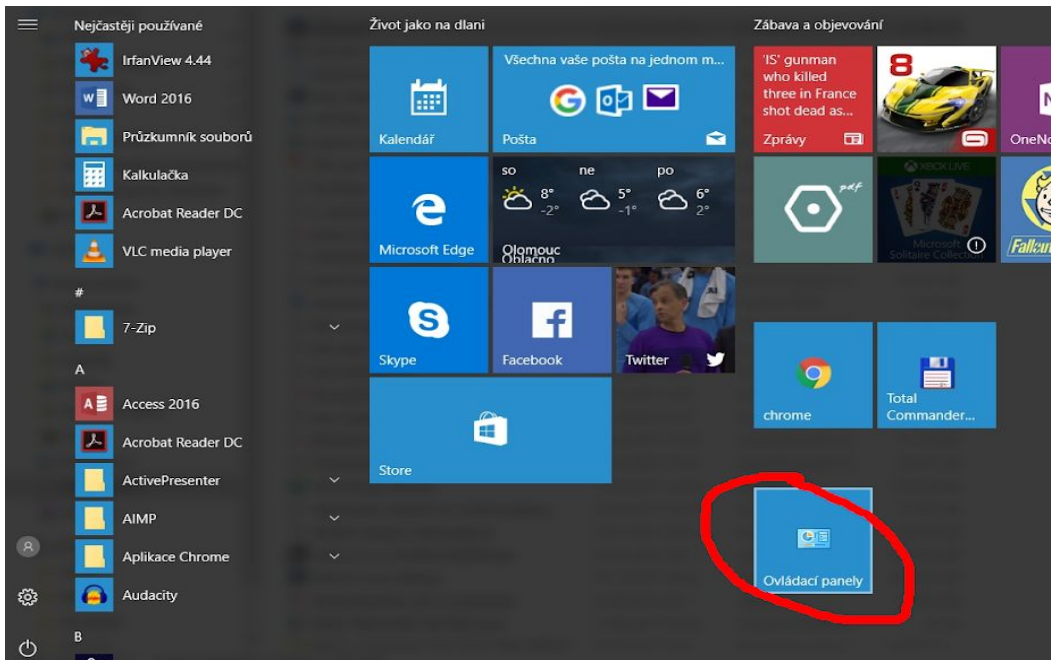 Nejčastěji používané
IrfanView 4.44
Word 2016
Průzkumník souborů
Kalkulačka
Acrobat Reader DC
VLC media player
#
7-Zip
A
Access 2016
Acrobat Reader DC
ActivePresenter
AIMP
Aplikace Chrome
Audacity
B
Život jako na dlani
Kalendář
Všechna vaše pošta na jednom m...
Pošta
Microsoft Edge
so ne po
8° 5° 6°
-2° -1° 2°
Olomouc
Oblačno
Skype
Facebook
Twitter
Store
Zábava a objevování
'IS' gunman
who killed
three in France
shot dead as...
Zprávy
8
OneNo
pdf
XBOX LIVE
Microsoft
Solitaire Collection
Fallout
chrome
Total
Commander...
Ovládací panely